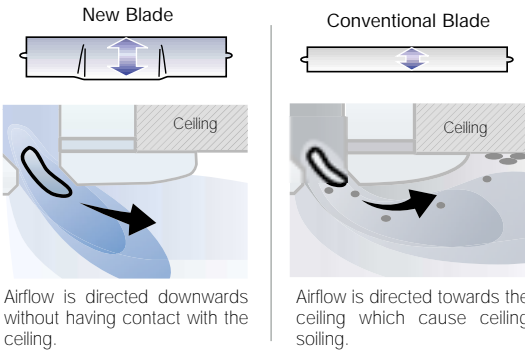 New Blade
Conventional Blade
Ceiling
Ceiling
Airflow is directed downwards
without having contact with the
ceiling.
Airflow is directed towards the
ceiling which cause ceiling
soiling.